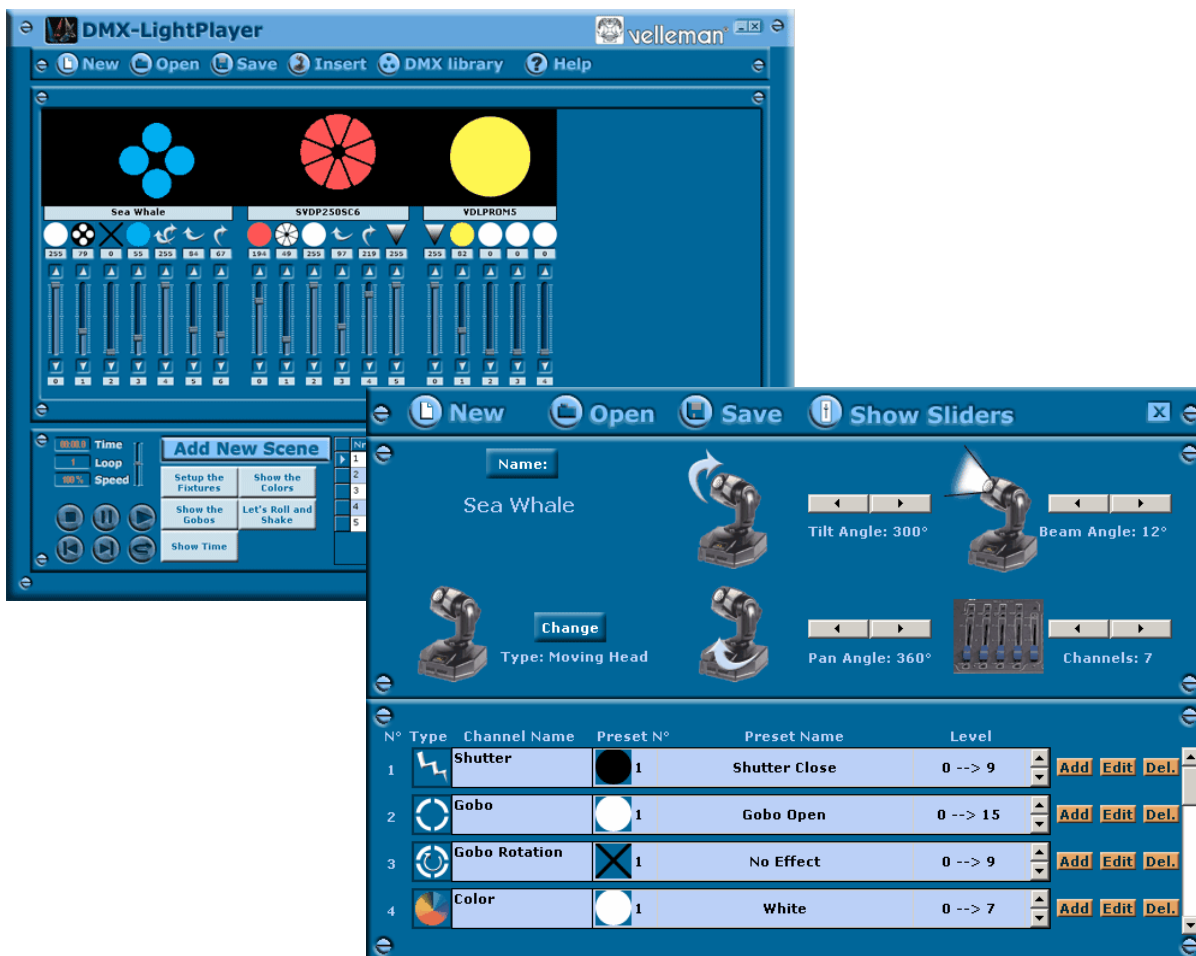 DMX-LightPlayer velleman®
New Open Save Insert DMX library Help
Sea Whale SVDP250SC6 VDLPROM5
255 79 0 55 255 84 67 194 49 255 97 219 255 255 82 0 0 0
0 1 2 3 4 5 6 0 1 2 3 4 5 0 1 2 3 4
00:00.0 Time
1 Loop
100 % Speed
Add New Scene
Setup the Fixtures
Show the Colors
Show the Gobos
Let's Roll and Shake
Show Time
Nr
1
2
3
4
5
New Open Save Show Sliders
Name:
Sea Whale
Tilt Angle: 300°
Beam Angle: 12°
Change
Type: Moving Head
Pan Angle: 360°
Channels: 7
N° Type Channel Name Preset N° Preset Name Level
1 Shutter 1 Shutter Close 0 --> 9 Add Edit Del.
2 Gobo 1 Gobo Open 0 --> 15 Add Edit Del.
3 Gobo Rotation 1 No Effect 0 --> 9 Add Edit Del.
4 Color 1 White 0 --> 7 Add Edit Del.